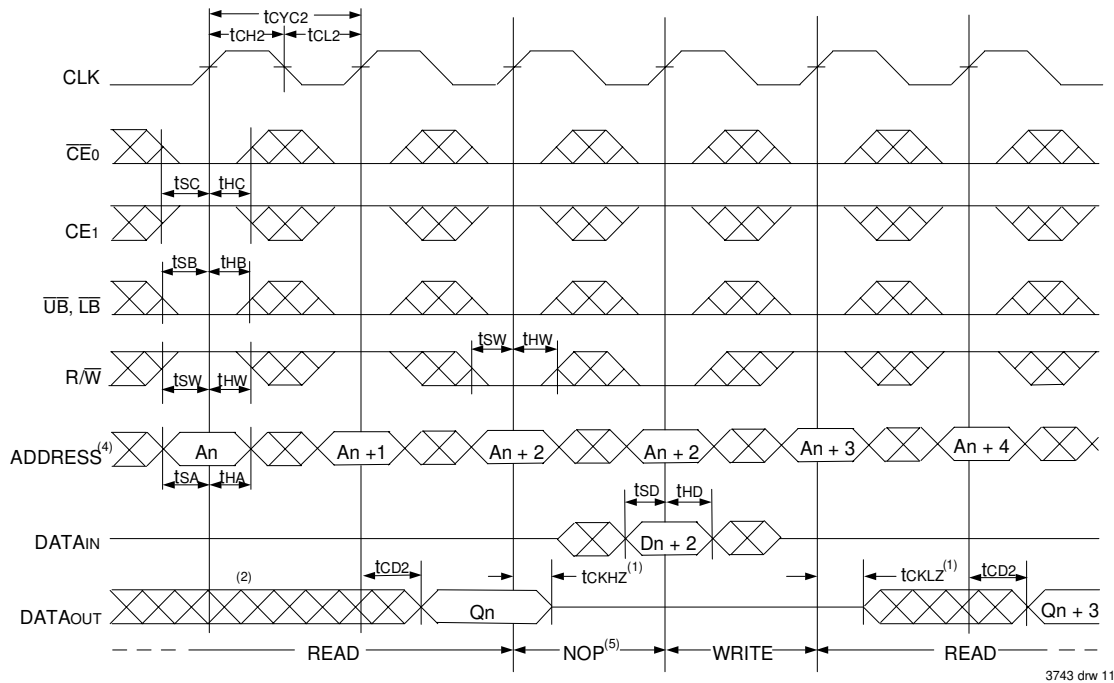 tCYC2
tCH2 tCL2
CLK
CE0
tSC tHC
CE1
tSB tHB
UB, LB
tSW tHW
R/W
tSW tHW
ADDRESS(4) An An +1 An + 2 An + 2 An + 3 An + 4
tSA tHA
tSD tHD
DATAIN Dn + 2
(2) tCD2 tCKHZ(1) tCKLZ(1) tCD2
DATAOUT Qn Qn + 3
READ NOP(5) WRITE READ
3743 drw 11